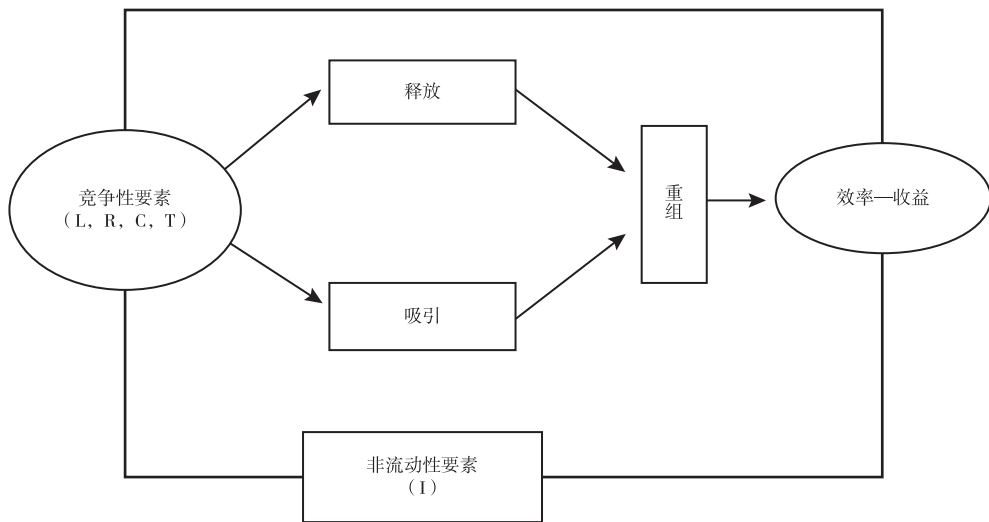 释放
竞争性要素
（L, R, C, T）
重组
效率—收益
吸引
非流动性要素
（I）